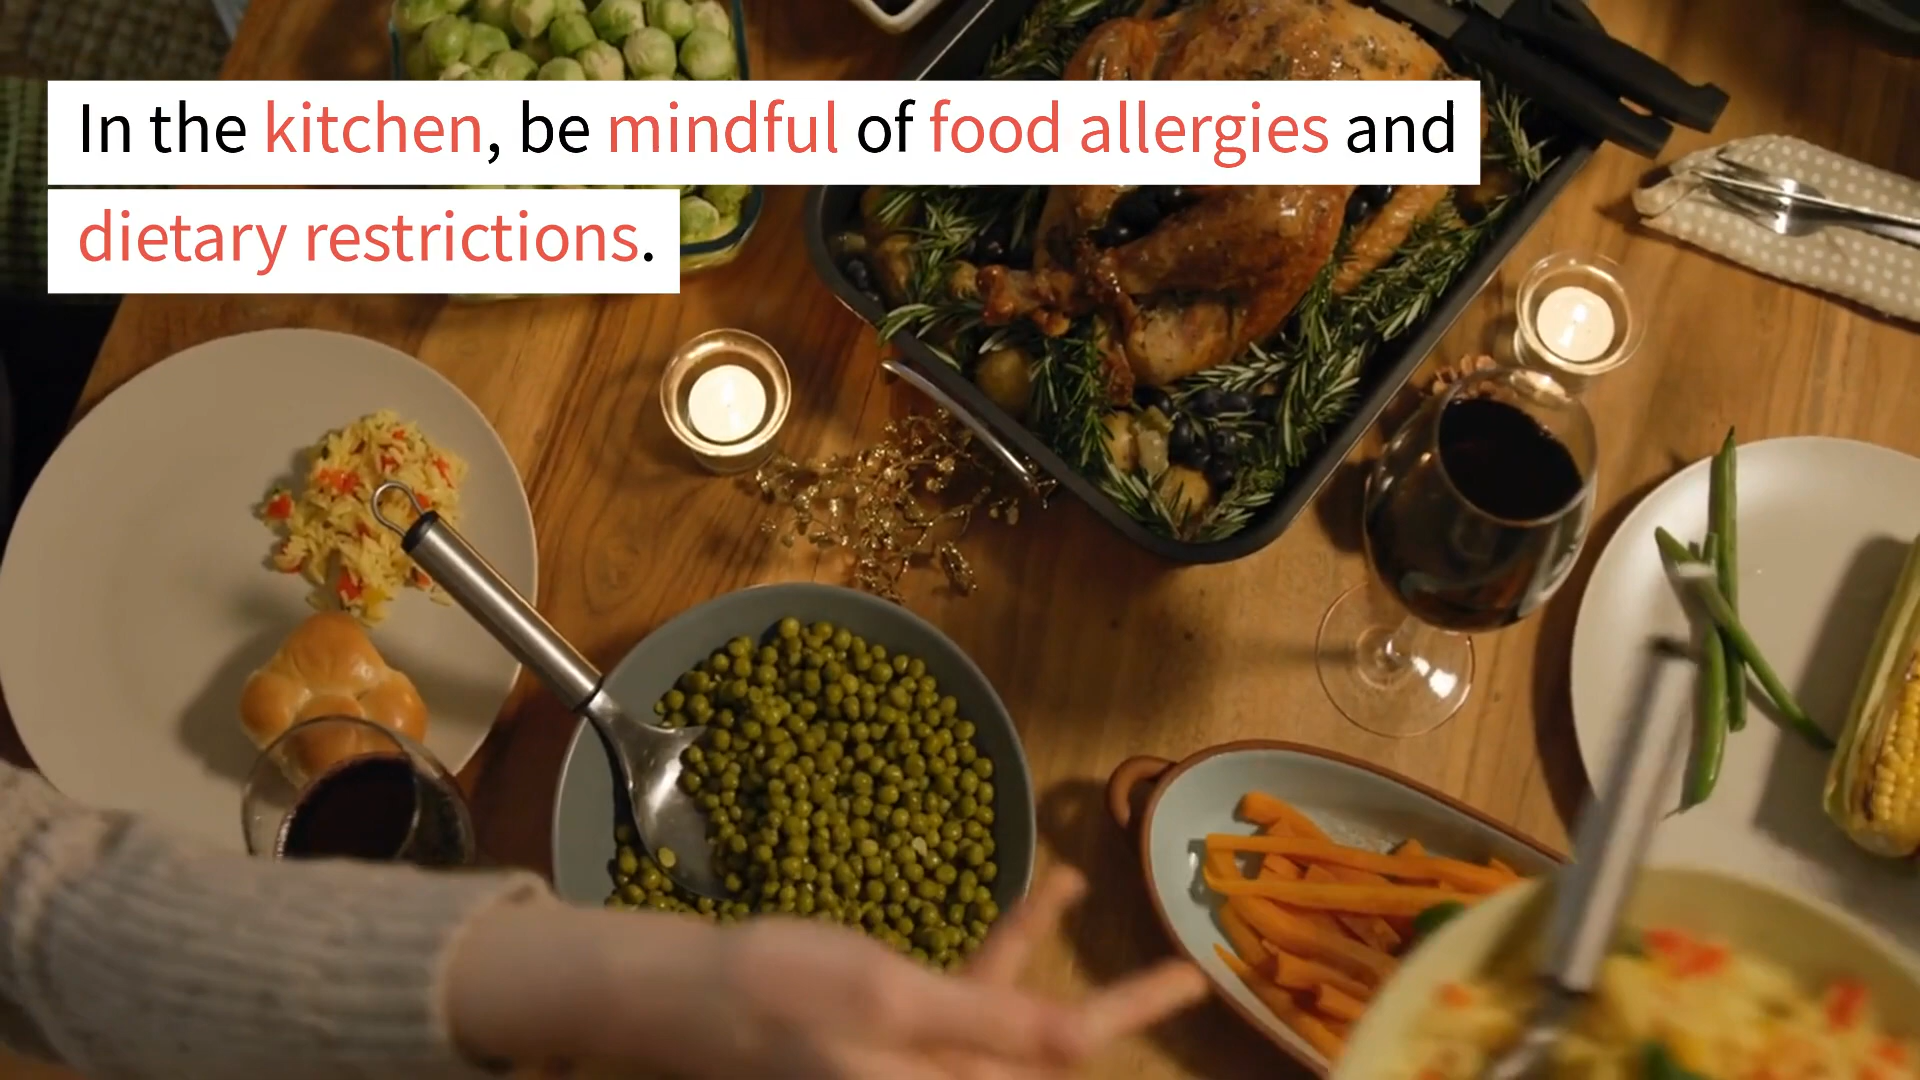 In the kitchen, be mindful of food allergies and
dietary restrictions.